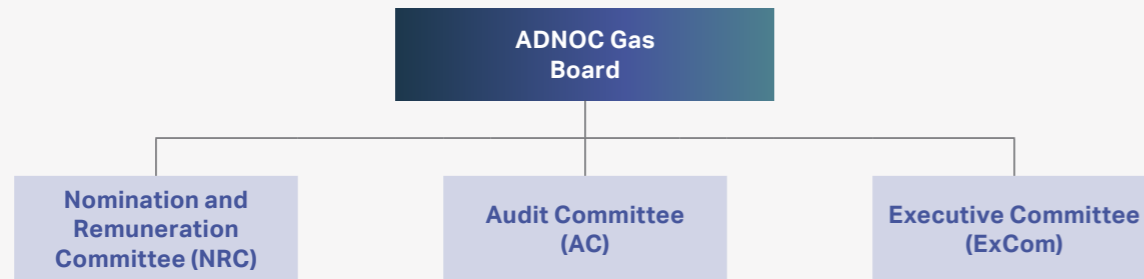 ADNOC Gas
Board
Nomination and
Remuneration
Committee (NRC)
Audit Committee
(AC)
Executive Committee
(ExCom)